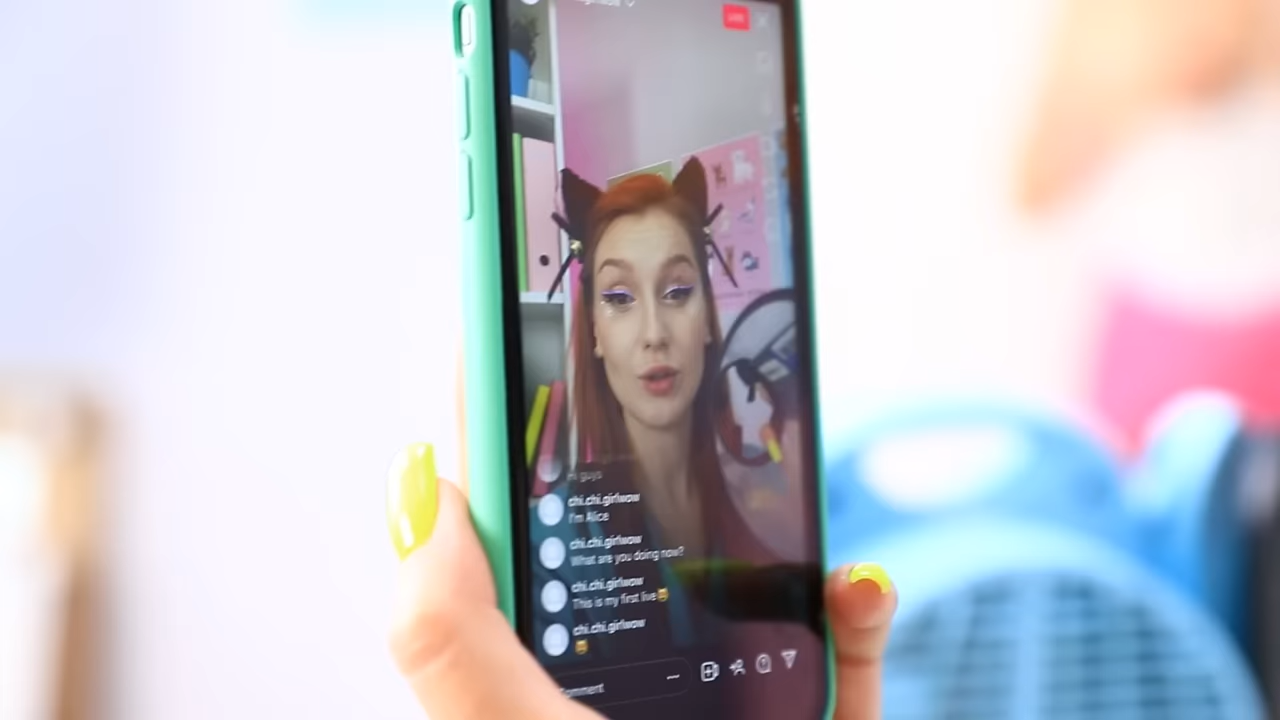 guys
chi.chi.girlwow
I'm Alice
chi.chi.girlwow
What are you doing now?
chi.chi.girlwow
This is my first live😄
chi.chi.girlwow
😄
Comment